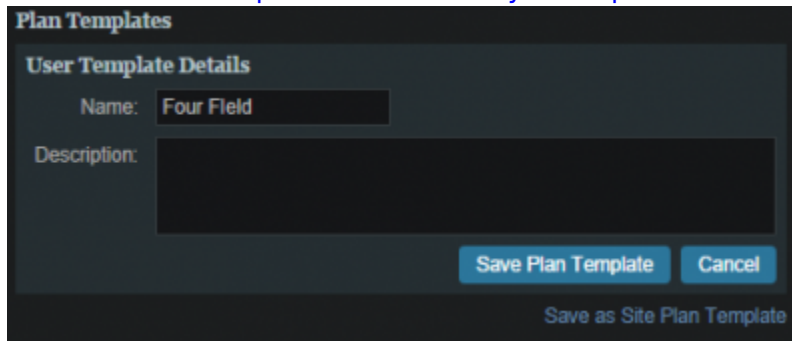 Plan Templates
User Template Details
Name: Four FIeld
Description:
Save Plan Template Cancel
Save as Site Plan Template